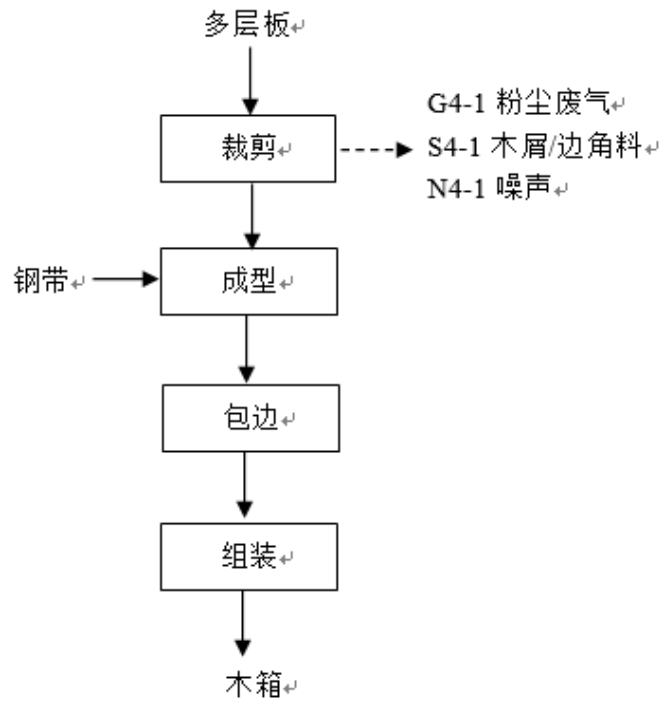 多层板
裁剪
G4-1 粉尘废气
S4-1 木屑/边角料
N4-1 噪声
钢带
成型
包边
组装
木箱